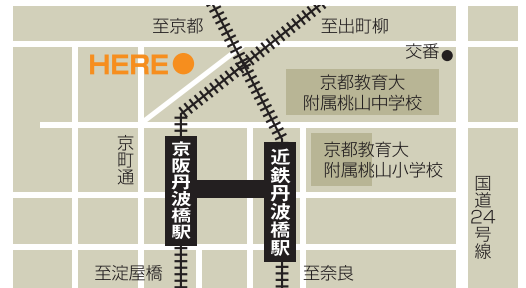 至京都
至出町柳
交番
HERE
京都教育大
附属桃山中学校
京都教育大
附属桃山小学校
京町通
京阪丹波橋駅
近鉄丹波橋駅
国道24号線
至淀屋橋
至奈良